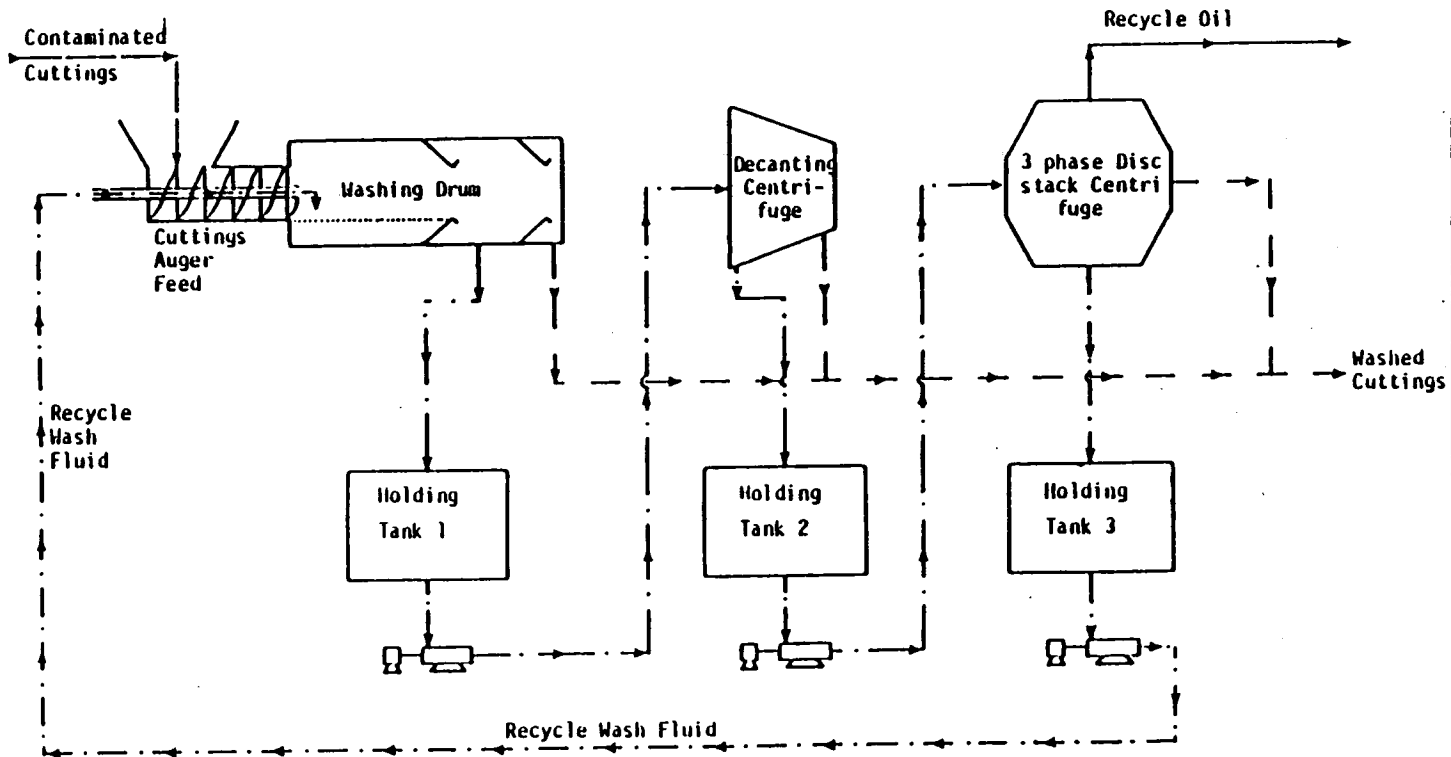 Recycle Oil
Contaminated
Cuttings
Washing Drum
Decanting
Centri-
fuge
3 phase Disc
stack Centri
fuge
Cuttings
Auger
Feed
Washed
Cuttings
Recycle
Wash
Fluid
Holding
Tank 1
Holding
Tank 2
Holding
Tank 3
Recycle Wash Fluid